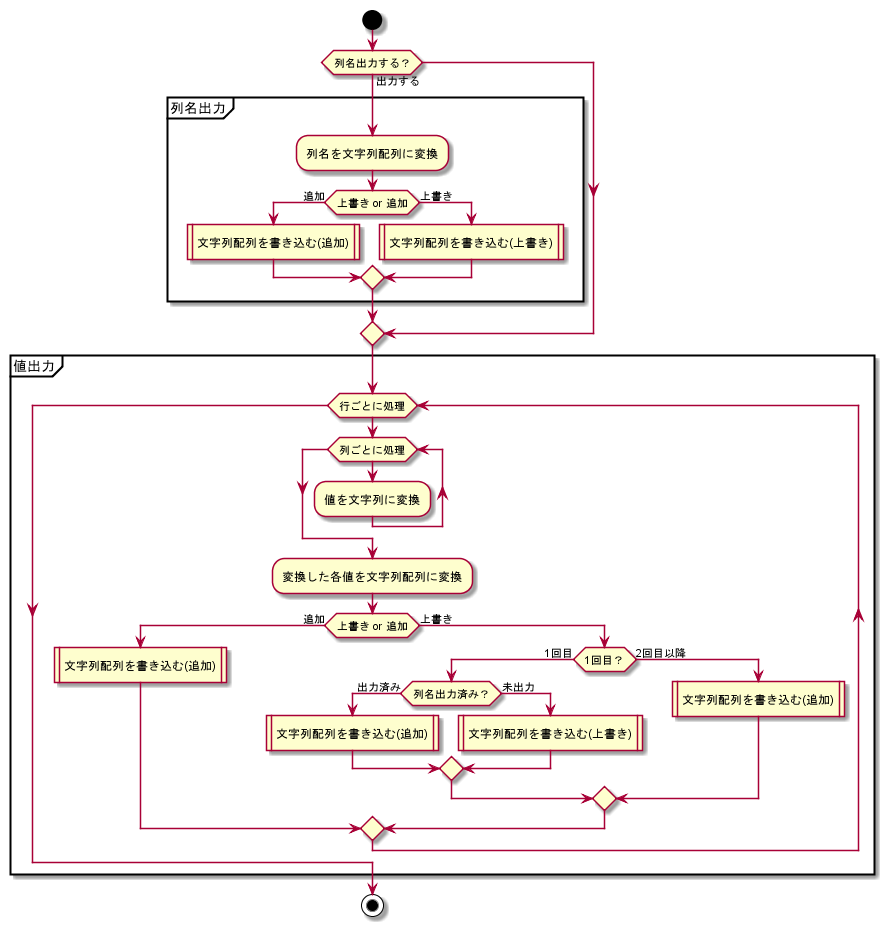 列名出力する？
出力する
列名出力
列名を文字列配列に変換
追加
上書き or 追加
上書き
文字列配列を書き込む(追加)
文字列配列を書き込む(上書き)
値出力
行ごとに処理
列ごとに処理
値を文字列に変換
変換した各値を文字列配列に変換
追加
上書き or 追加
上書き
文字列配列を書き込む(追加)
1回目
1回目？
2回目以降
出力済み
列名出力済み？
未出力
文字列配列を書き込む(追加)
文字列配列を書き込む(上書き)
文字列配列を書き込む(追加)